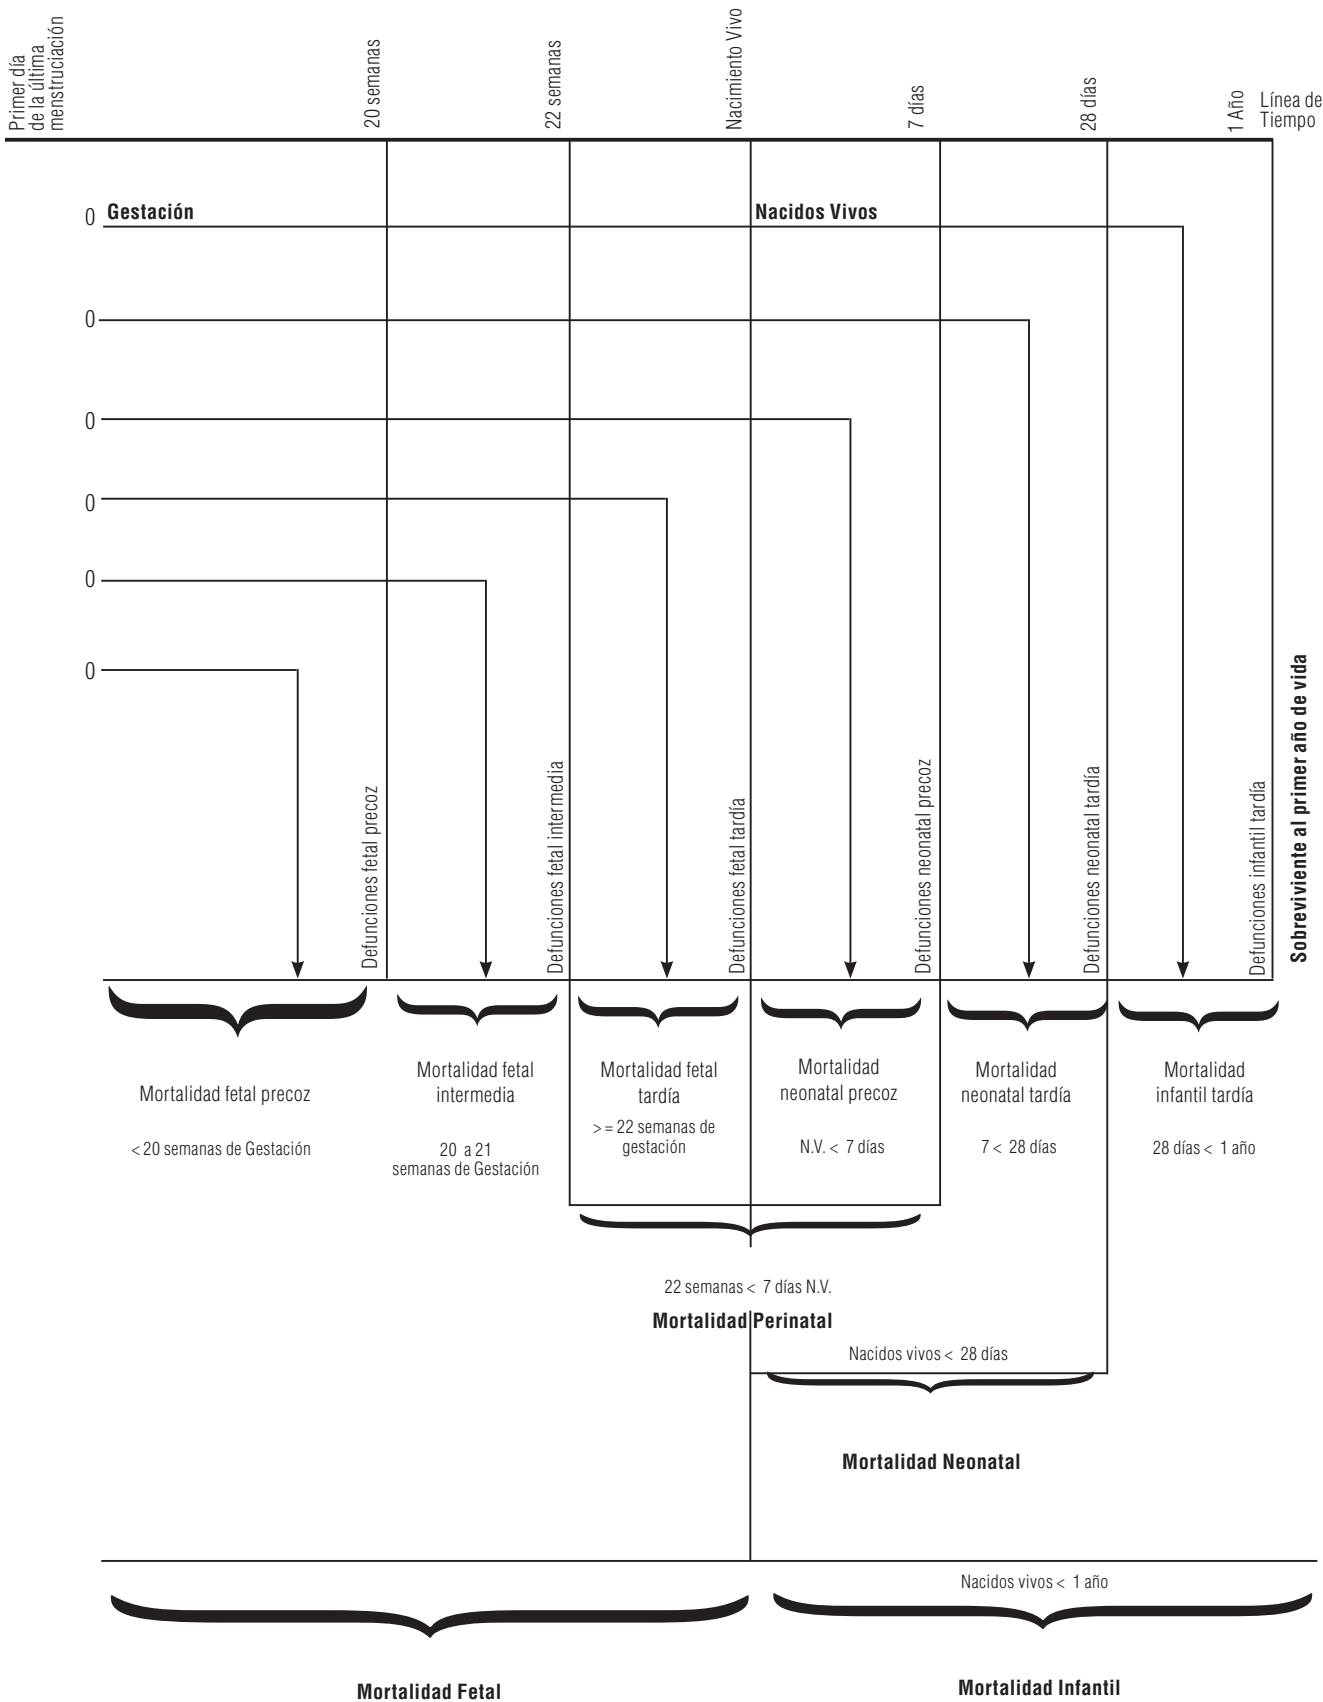 Primer día
de la última
menstruciación
20 semanas
22 semanas
Nacimiento Vivo
7 días
28 días
1 Año
Línea de
Tiempo
0 Gestación
Nacidos Vivos
0
0
0
0
0
Defunciones fetal precoz
Defunciones fetal intermedia
Defunciones fetal tardía
Defunciones neonatal precoz
Defunciones neonatal tardía
Defunciones infantil tardía
Sobreviviente al primer año de vida
Mortalidad fetal precoz
< 20 semanas de Gestación
Mortalidad fetal
intermedia
20 a 21
semanas de Gestación
Mortalidad fetal
tardía
> = 22 semanas de
gestación
Mortalidad
neonatal precoz
N.V. < 7 días
Mortalidad
neonatal tardía
7 < 28 días
Mortalidad
infantil tardía
28 días < 1 año
22 semanas < 7 días N.V.
Mortalidad Perinatal
Nacidos vivos < 28 días
Mortalidad Neonatal
Nacidos vivos < 1 año
Mortalidad Fetal
Mortalidad Infantil